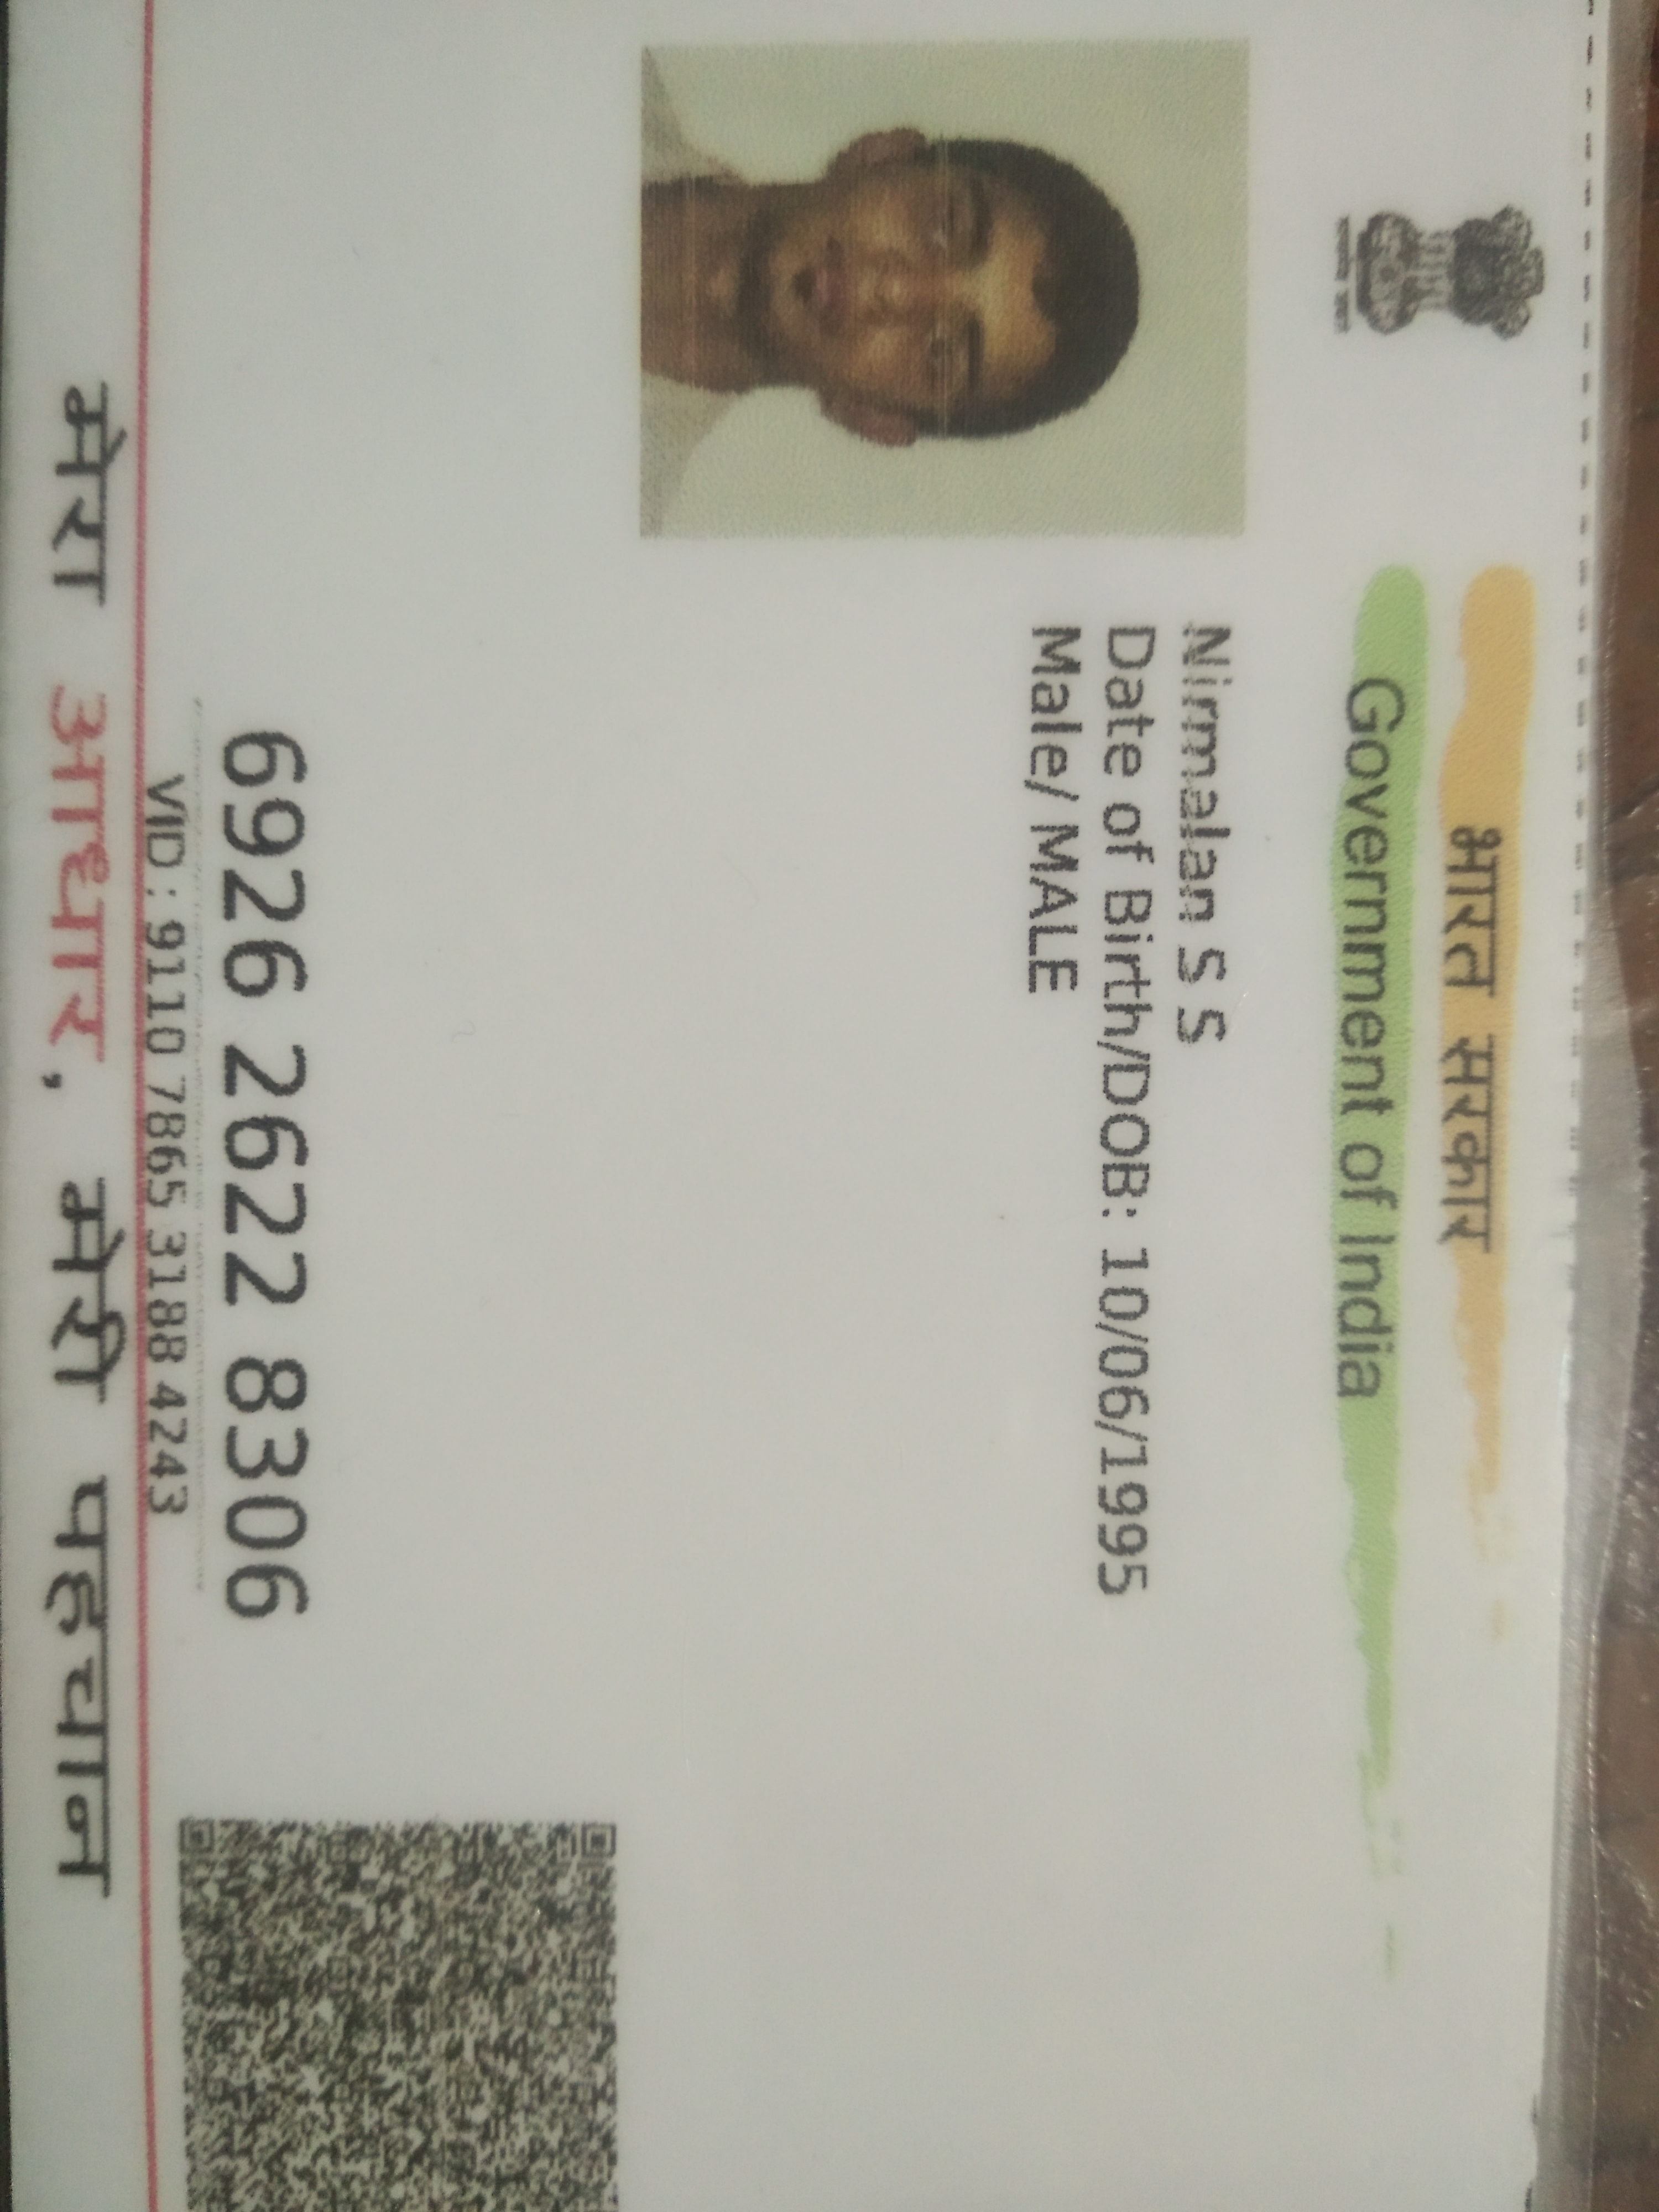 भारत सरकार
Government of India
Nirmalan S S
Date of Birth/DOB: 10/06/1995
Male/ MALE
6926 2622 8306
VID : 9110 7865 3188 4243
मेरा आधार, मेरी पहचान